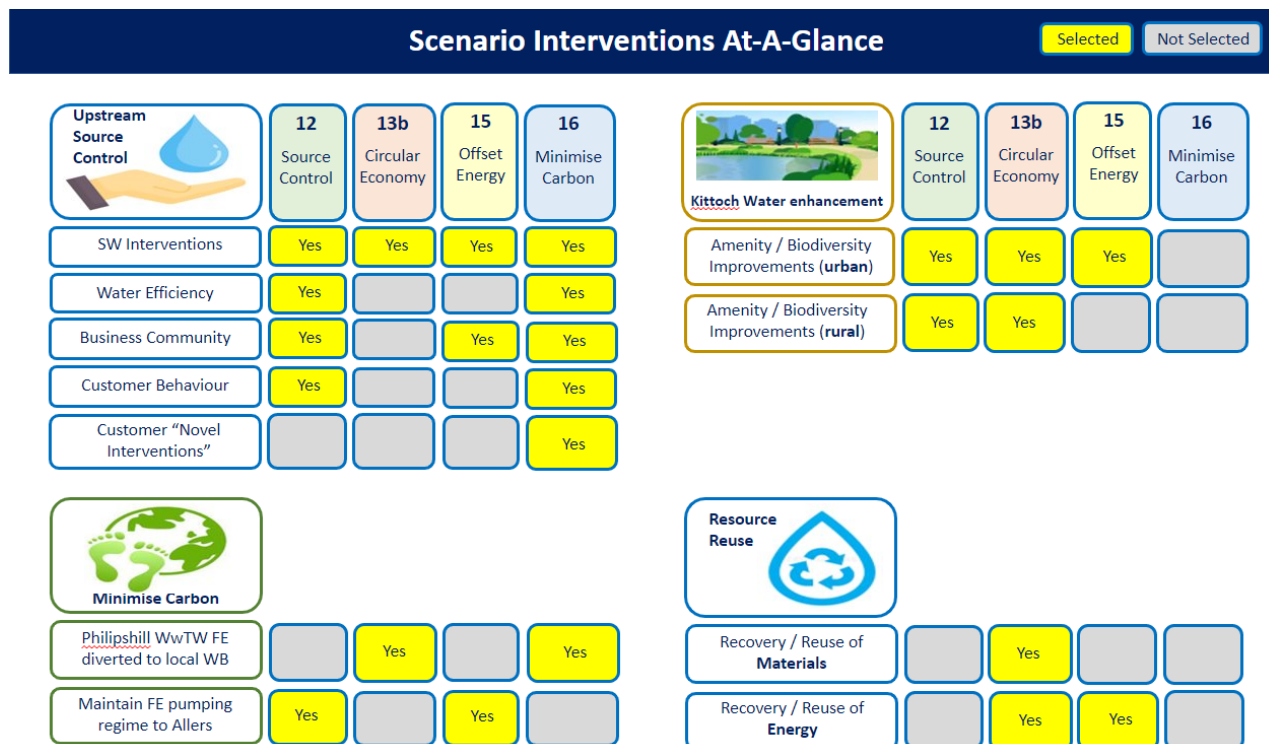 Scenario Interventions At-A-Glance
Selected
Not Selected
Upstream
Source
Control
12
Source
Control
13b
Circular
Economy
15
Offset
Energy
16
Minimise
Carbon
SW Interventions
Yes
Yes
Yes
Yes
Water Efficiency
Yes
Yes
Business Community
Yes
Yes
Yes
Customer Behaviour
Yes
Yes
Customer “Novel
Interventions”
Yes
Kittoch Water enhancement
12
Source
Control
13b
Circular
Economy
15
Offset
Energy
16
Minimise
Carbon
Amenity / Biodiversity
Improvements (urban)
Yes
Yes
Yes
Amenity / Biodiversity
Improvements (rural)
Yes
Yes
Minimise Carbon
Philipshill WwTW FE
diverted to local WB
Yes
Yes
Maintain FE pumping
regime to Allers
Yes
Yes
Resource
Reuse
Recovery / Reuse of
Materials
Yes
Recovery / Reuse of
Energy
Yes
Yes